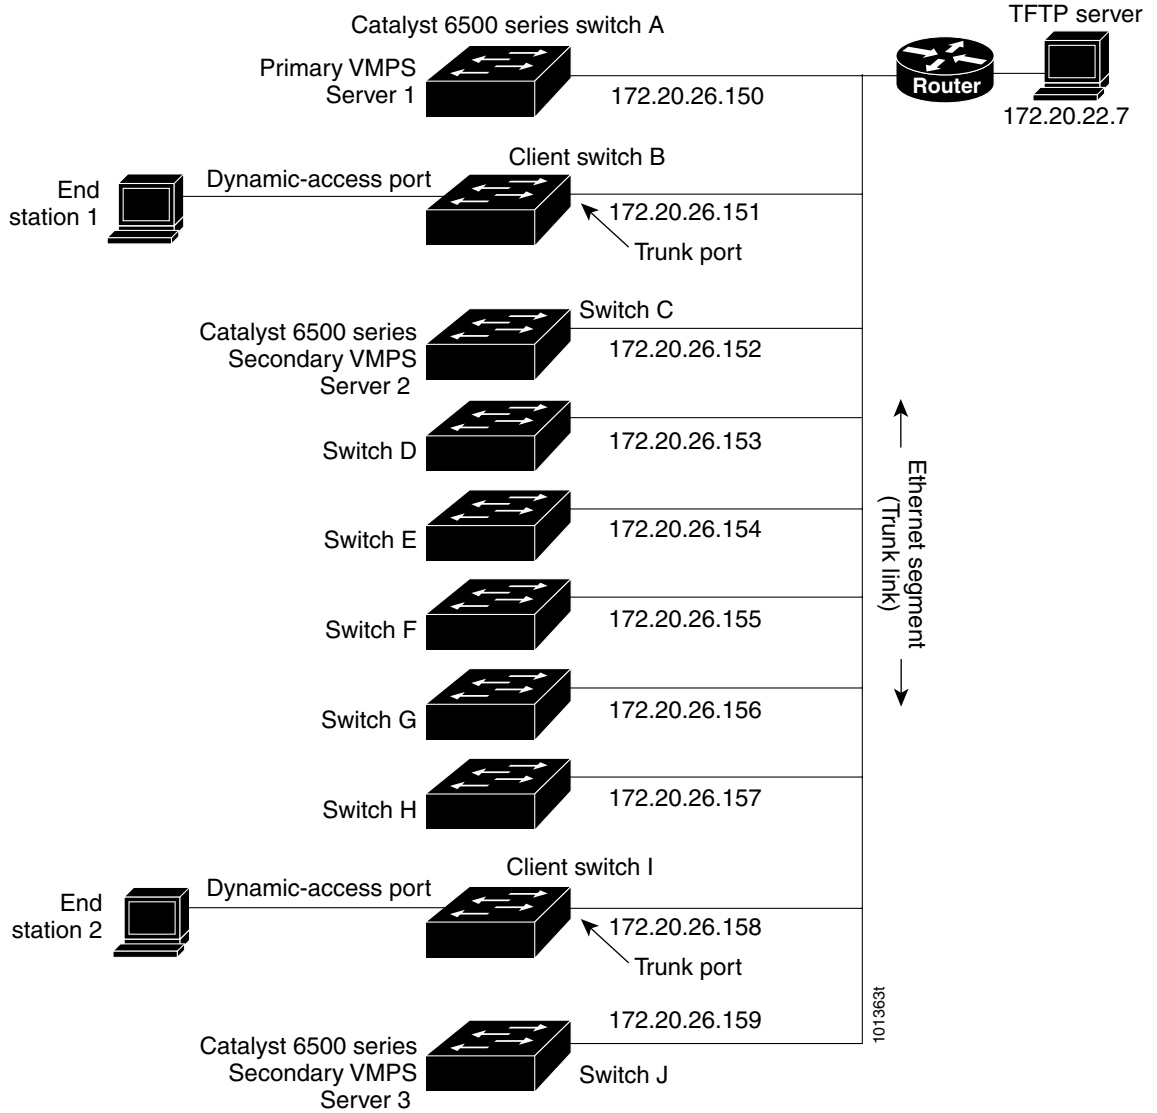 Catalyst 6500 series switch A
TFTP server
Primary VMPS
Server 1
172.20.26.150
Router
172.20.22.7
Client switch B
End
station 1
Dynamic-access port
172.20.26.151
Trunk port
Switch C
Catalyst 6500 series
Secondary VMPS
Server 2
172.20.26.152
Switch D
172.20.26.153
Switch E
172.20.26.154
Switch F
172.20.26.155
Switch G
172.20.26.156
Switch H
172.20.26.157
Ethernet segment
(Trunk link)
Client switch I
End
station 2
Dynamic-access port
172.20.26.158
Trunk port
172.20.26.159
Catalyst 6500 series
Secondary VMPS
Server 3
Switch J
101363t